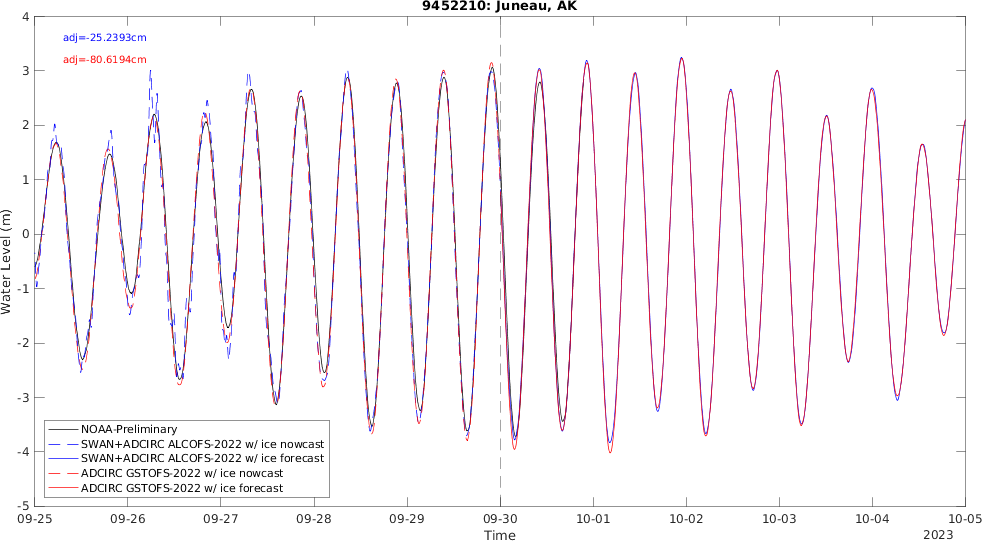 9452210: Juneau, AK
adj=-25.2393cm
adj=-80.6194cm
4
3
2
1
0
-1
-2
-3
-4
-5
Water Level (m)
NOAA-Preliminary
SWAN+ADCIRC ALCOFS-2022 w/ ice nowcast
SWAN+ADCIRC ALCOFS-2022 w/ ice forecast
ADCIRC GSTOFS-2022 w/ ice nowcast
ADCIRC GSTOFS-2022 w/ ice forecast
09-25 09-26 09-27 09-28 09-29 09-30 10-01 10-02 10-03 10-04 10-05
Time
2023